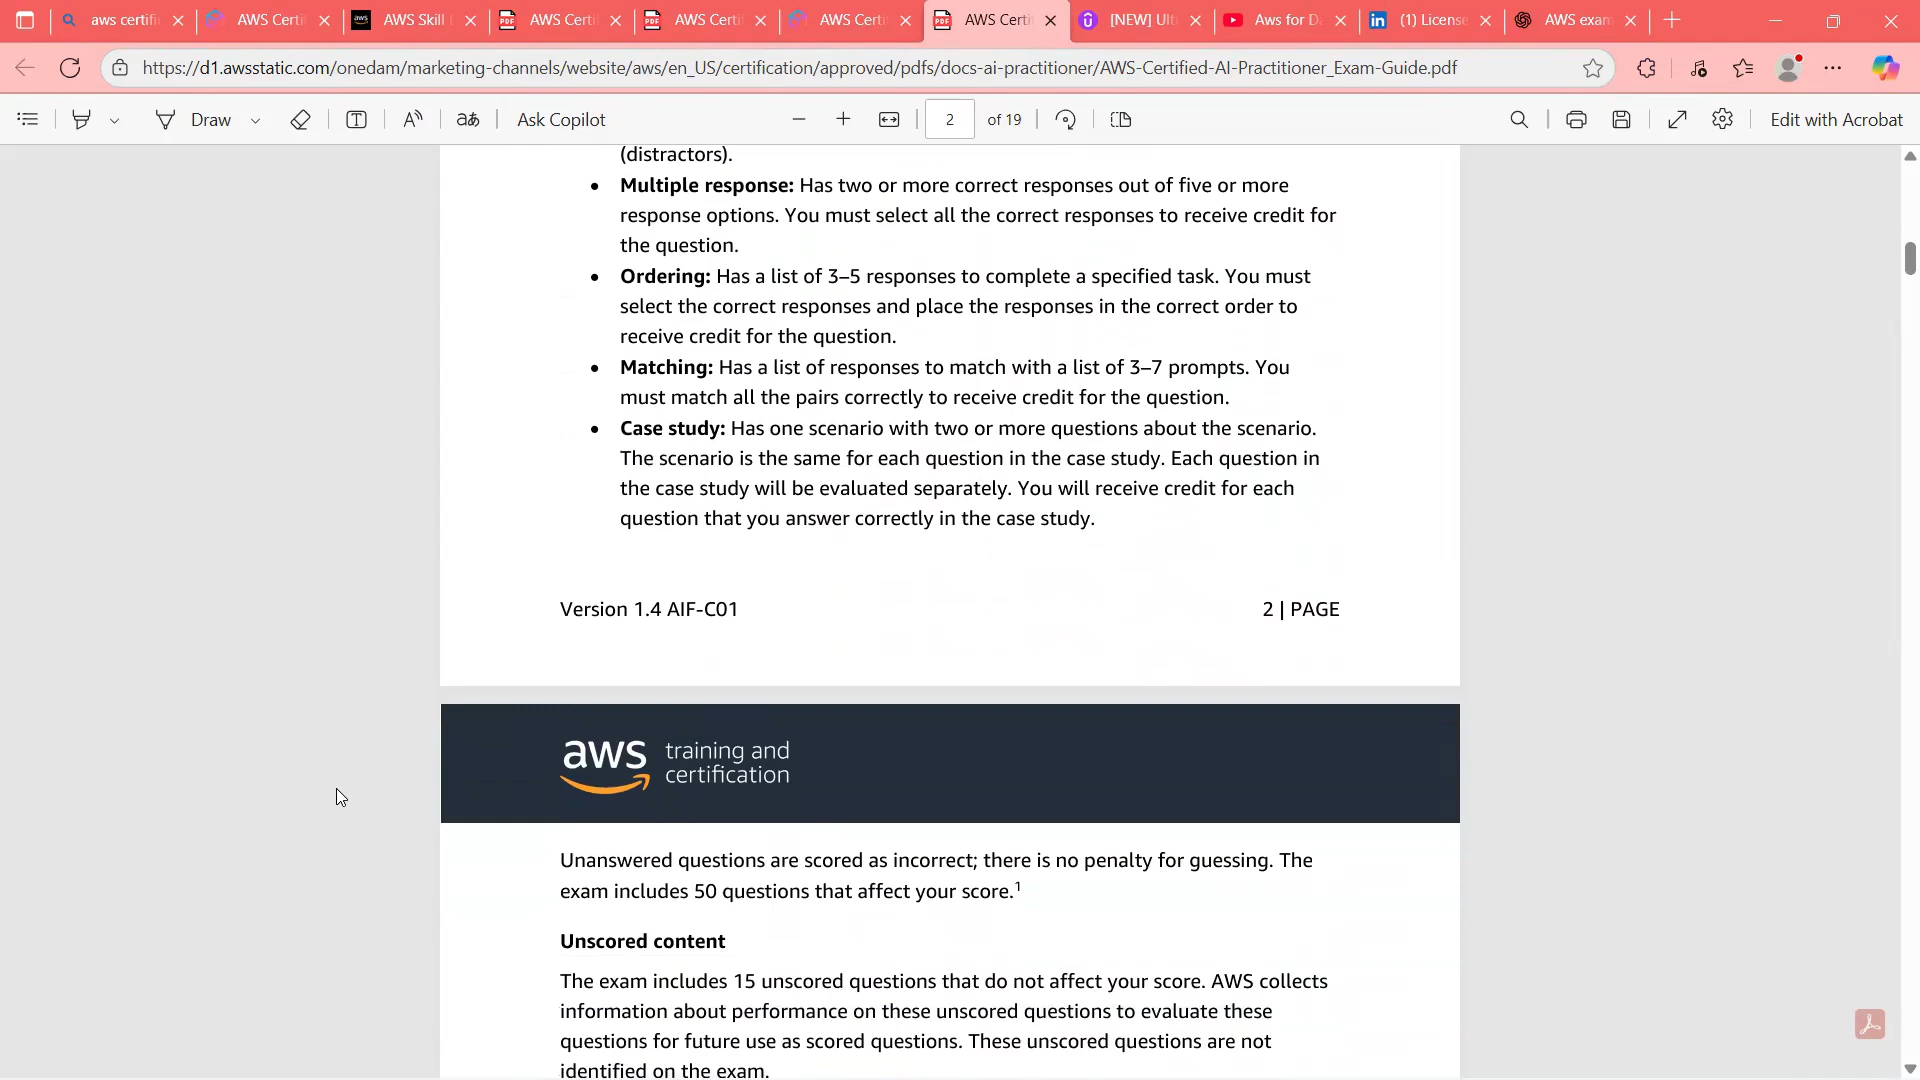 aws certifi
AWS Certi
AWS Skill
AWS Certi
AWS Certi
AWS Certi
AWS Certi
[NEW] Ult
Aws for D
(1) License
AWS exam
https://d1.awsstatic.com/onedam/marketing-channels/website/aws/en_US/certification/approved/pdfs/docs-ai-practitioner/AWS-Certified-AI-Practitioner_Exam-Guide.pdf
Draw
Ask Copilot
2 of 19
Edit with Acrobat
(distractors).
• Multiple response: Has two or more correct responses out of five or more
response options. You must select all the correct responses to receive credit for
the question.
• Ordering: Has a list of 3–5 responses to complete a specified task. You must
select the correct responses and place the responses in the correct order to
receive credit for the question.
• Matching: Has a list of responses to match with a list of 3–7 prompts. You
must match all the pairs correctly to receive credit for the question.
• Case study: Has one scenario with two or more questions about the scenario.
The scenario is the same for each question in the case study. Each question in
the case study will be evaluated separately. You will receive credit for each
question that you answer correctly in the case study.
Version 1.4 AIF-C01
2 | PAGE
aws training and
certification
Unanswered questions are scored as incorrect; there is no penalty for guessing. The
exam includes 50 questions that affect your score.¹
Unscored content
The exam includes 15 unscored questions that do not affect your score. AWS collects
information about performance on these unscored questions to evaluate these
questions for future use as scored questions. These unscored questions are not
identified on the exam.